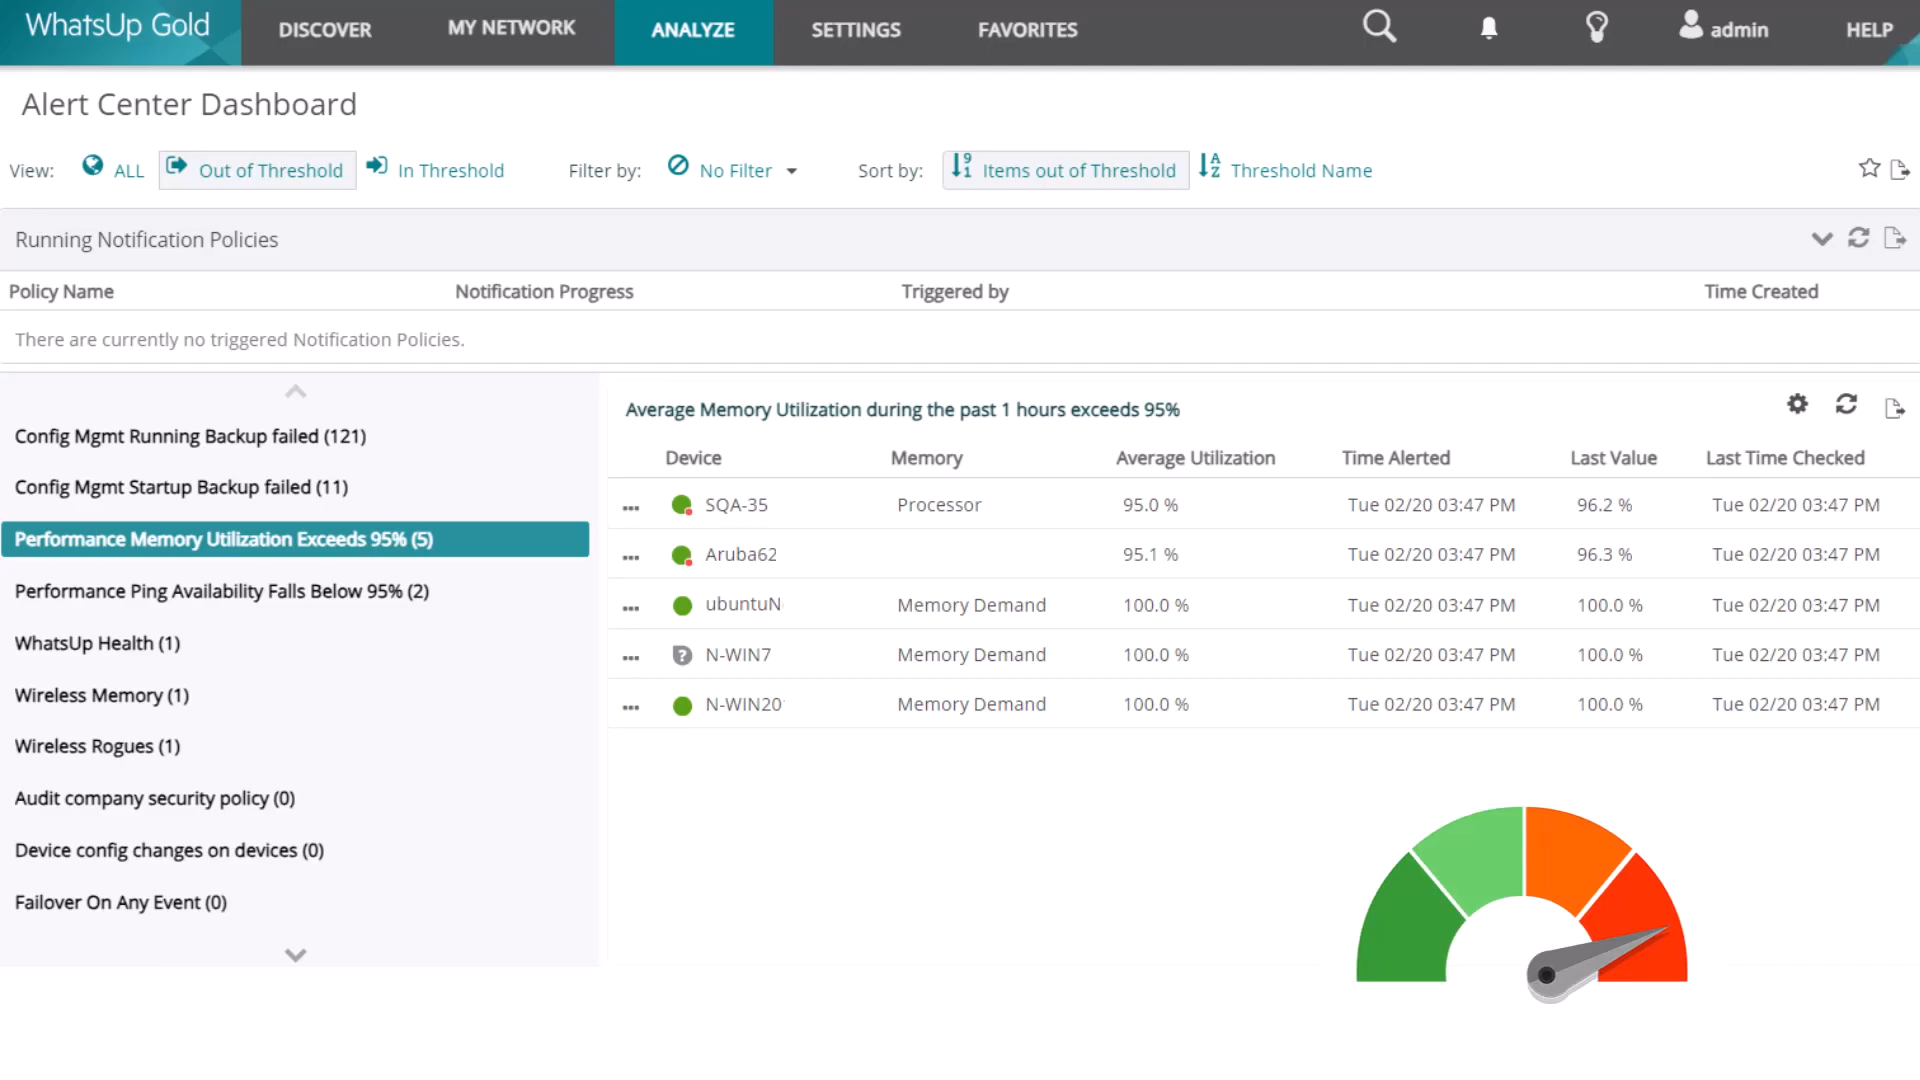 WhatsUp Gold DISCOVER MY NETWORK ANALYZE SETTINGS FAVORITES admin HELP
Alert Center Dashboard
View: ALL Out of Threshold In Threshold Filter by: No Filter Sort by: Items out of Threshold Threshold Name
Running Notification Policies
Policy Name Notification Progress Triggered by Time Created
There are currently no triggered Notification Policies.
Config Mgmt Running Backup failed (121)
Config Mgmt Startup Backup failed (11)
Performance Memory Utilization Exceeds 95% (5)
Performance Ping Availability Falls Below 95% (2)
WhatsUp Health (1)
Wireless Memory (1)
Wireless Rogues (1)
Audit company security policy (0)
Device config changes on devices (0)
Failover On Any Event (0)
Average Memory Utilization during the past 1 hours exceeds 95%
Device Memory Average Utilization Time Alerted Last Value Last Time Checked
SQA-35 Processor 95.0 % Tue 02/20 03:47 PM 96.2 % Tue 02/20 03:47 PM
Aruba62 95.1 % Tue 02/20 03:47 PM 96.3 % Tue 02/20 03:47 PM
ubuntuN Memory Demand 100.0 % Tue 02/20 03:47 PM 100.0 % Tue 02/20 03:47 PM
N-WIN7 Memory Demand 100.0 % Tue 02/20 03:47 PM 100.0 % Tue 02/20 03:47 PM
N-WIN20 Memory Demand 100.0 % Tue 02/20 03:47 PM 100.0 % Tue 02/20 03:47 PM